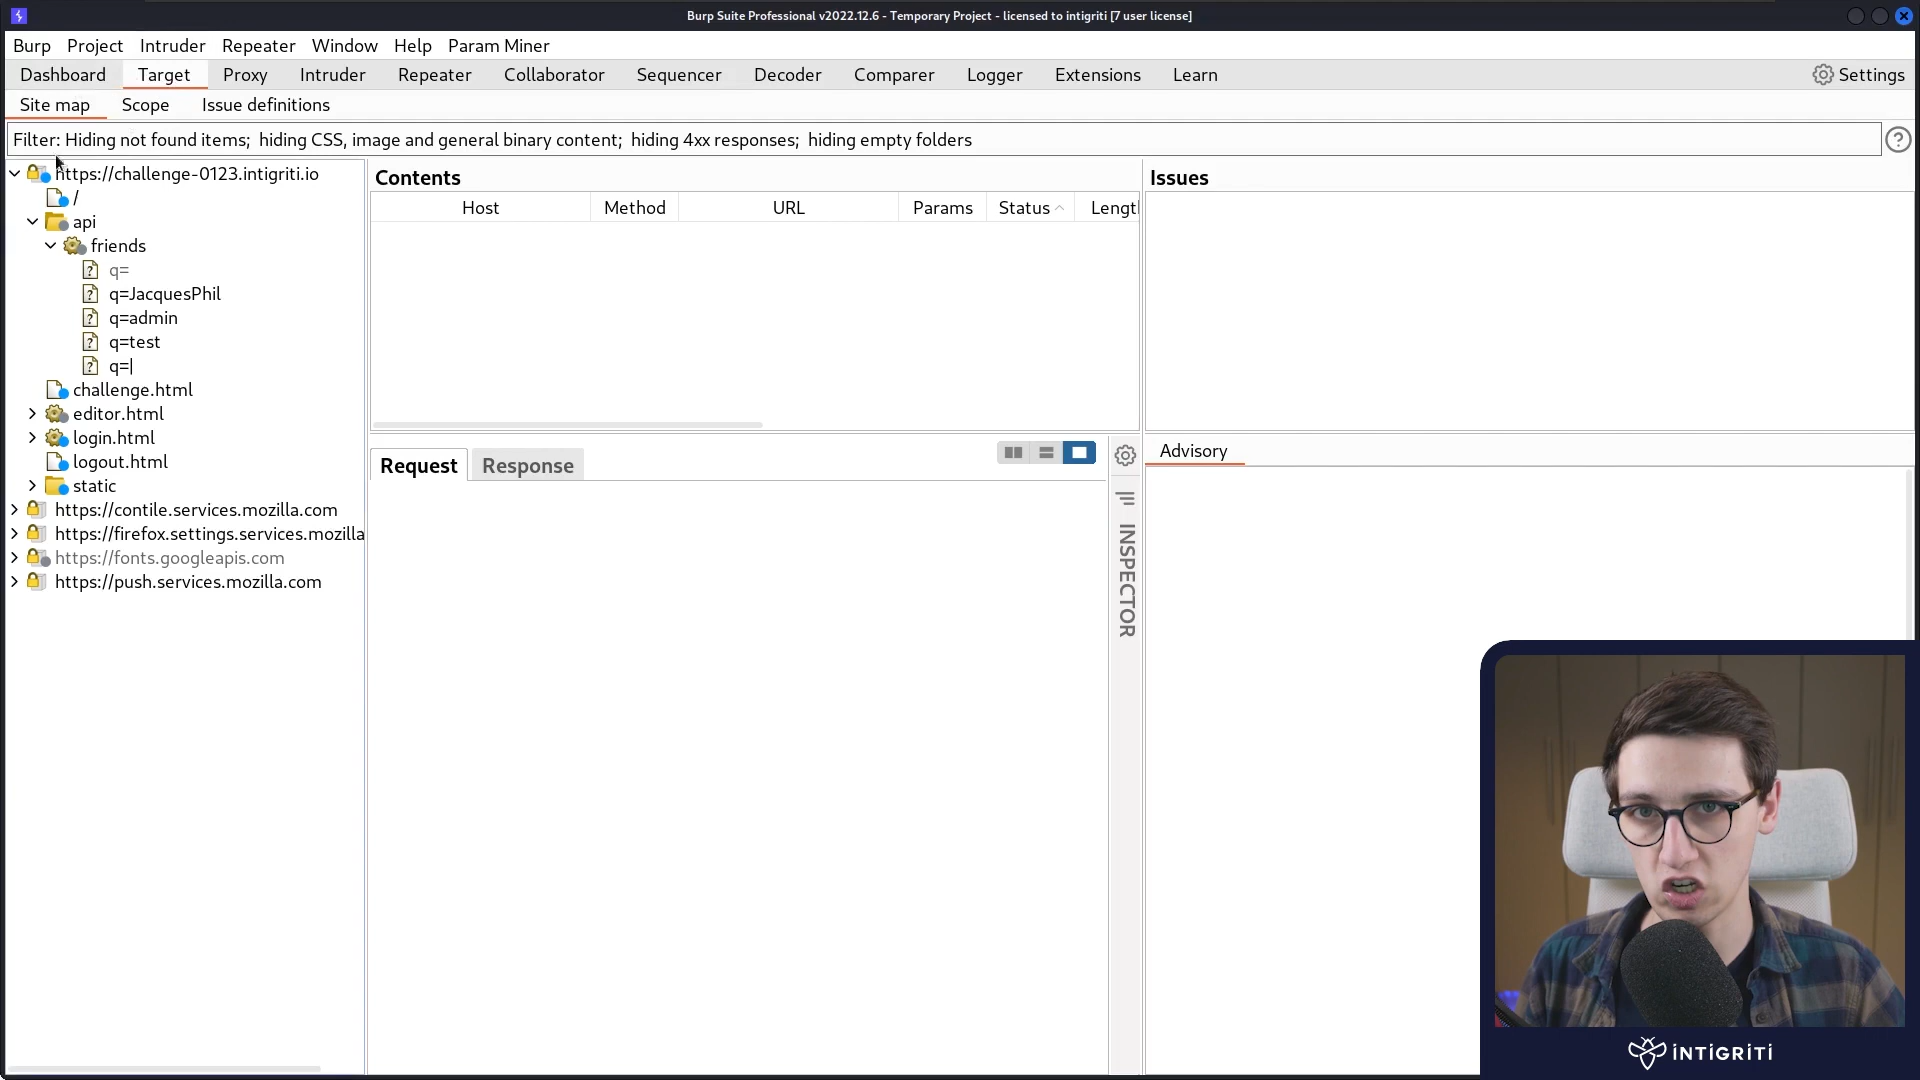 Burp Suite Professional v2022.12.6 - Temporary Project - licensed to intigriti [7 user license]
Burp Project Intruder Repeater Window Help Param Miner
Dashboard Target Proxy Intruder Repeater Collaborator Sequencer Decoder Comparer Logger Extensions Learn Settings
Site map Scope Issue definitions
Filter: Hiding not found items; hiding CSS, image and general binary content; hiding 4xx responses; hiding empty folders ?
https://challenge-0123.intigriti.io
/
api
friends
q=
q=JacquesPhil
q=admin
q=test
q=|
challenge.html
editor.html
login.html
logout.html
static
https://contile.services.mozilla.com
https://firefox.settings.services.mozilla
https://fonts.googleapis.com
https://push.services.mozilla.com
Contents
Host Method URL Params Status Lengt
Request Response
INSPECTOR
Issues
Advisory
INTIGRITI